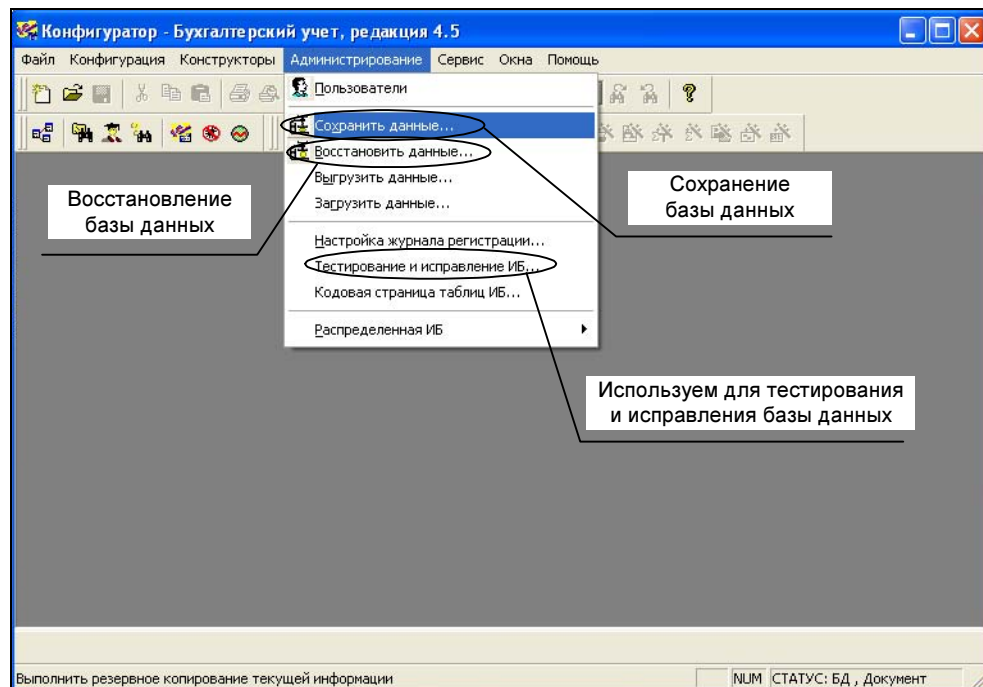 Конфигуратор - Бухгалтерский учет, редакция 4.5
Файл Конфигурация Конструкторы Администрирование Сервис Окна Помощь
Пользователи
Сохранить данные...
Восстановить данные...
Выгрузить данные...
Загрузить данные...
Настройка журнала регистрации...
Тестирование и исправление ИБ...
Кодовая страница таблиц ИБ...
Распределенная ИБ
Восстановление
базы данных
Сохранение
базы данных
Используем для тестирования
и исправления базы данных
Выполнить резервное копирование текущей информации
NUM СТАТУС: БД , Документ